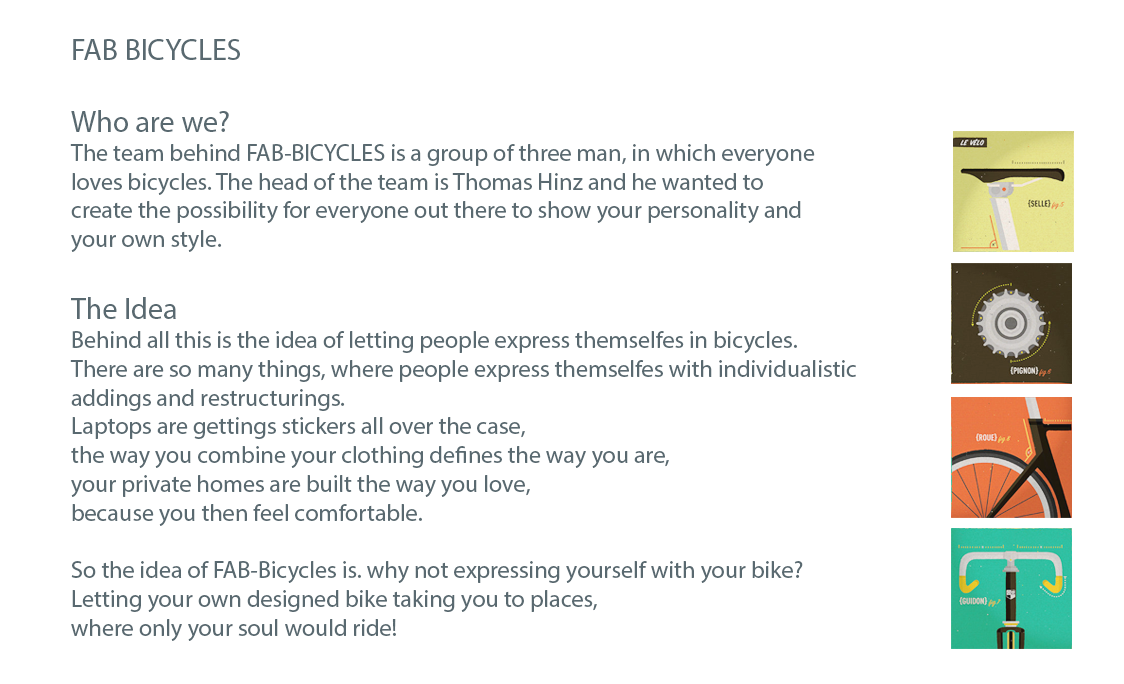 FAB BICYCLES
Who are we?
The team behind FAB-BICYCLES is a group of three man, in which everyone
loves bicycles. The head of the team is Thomas Hinz and he wanted to
create the possibility for everyone out there to show your personality and
your own style.
The Idea
Behind all this is the idea of letting people express themselfes in bicycles.
There are so many things, where people express themselfes with individualistic
addings and restructurings.
Laptops are gettings stickers all over the case,
the way you combine your clothing defines the way you are,
your private homes are built the way you love,
because you then feel comfortable.
So the idea of FAB-Bicycles is. why not expressing yourself with your bike?
Letting your own designed bike taking you to places,
where only your soul would ride!
LE VÉLO
{SELLE} fig.5
{PIGNON} fig.6
{ROUE} fig.8
{GUIDON} fig.7